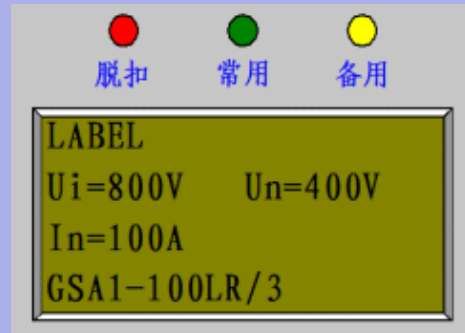 脱扣 常用 备用
LABEL
Ui=800V Un=400V
In=100A
GSA1-100LR/3